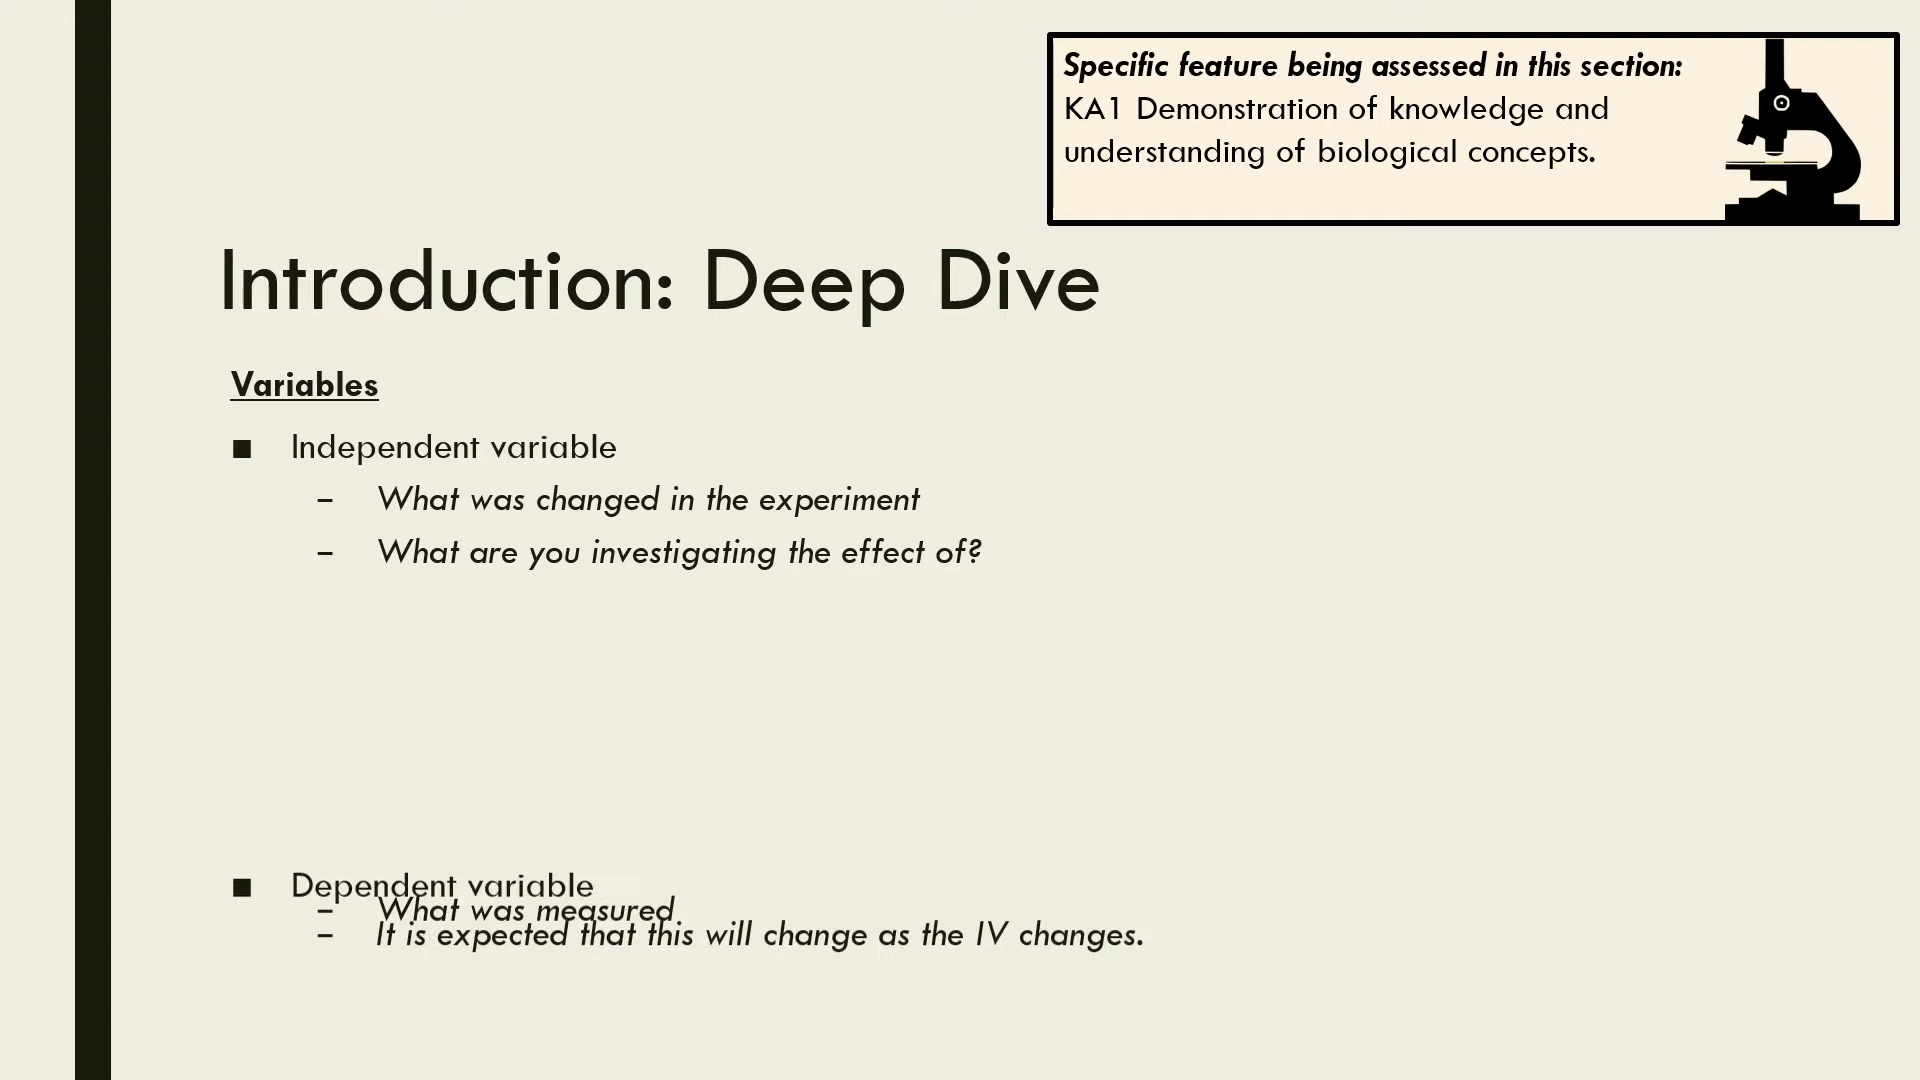 Specific feature being assessed in this section:
KA1 Demonstration of knowledge and
understanding of biological concepts.
Introduction: Deep Dive
Variables
■ Independent variable
– What was changed in the experiment
– What are you investigating the effect of?
■ Dependent variable
– What was measured
– It is expected that this will change as the IV changes.